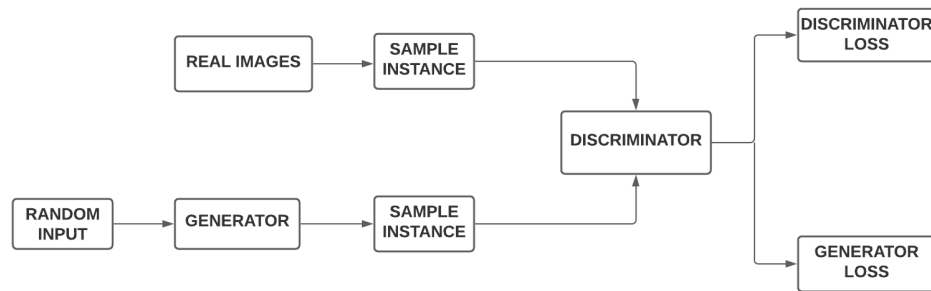 DISCRIMINATOR
LOSS
REAL IMAGES
SAMPLE
INSTANCE
DISCRIMINATOR
RANDOM
INPUT
GENERATOR
SAMPLE
INSTANCE
GENERATOR
LOSS